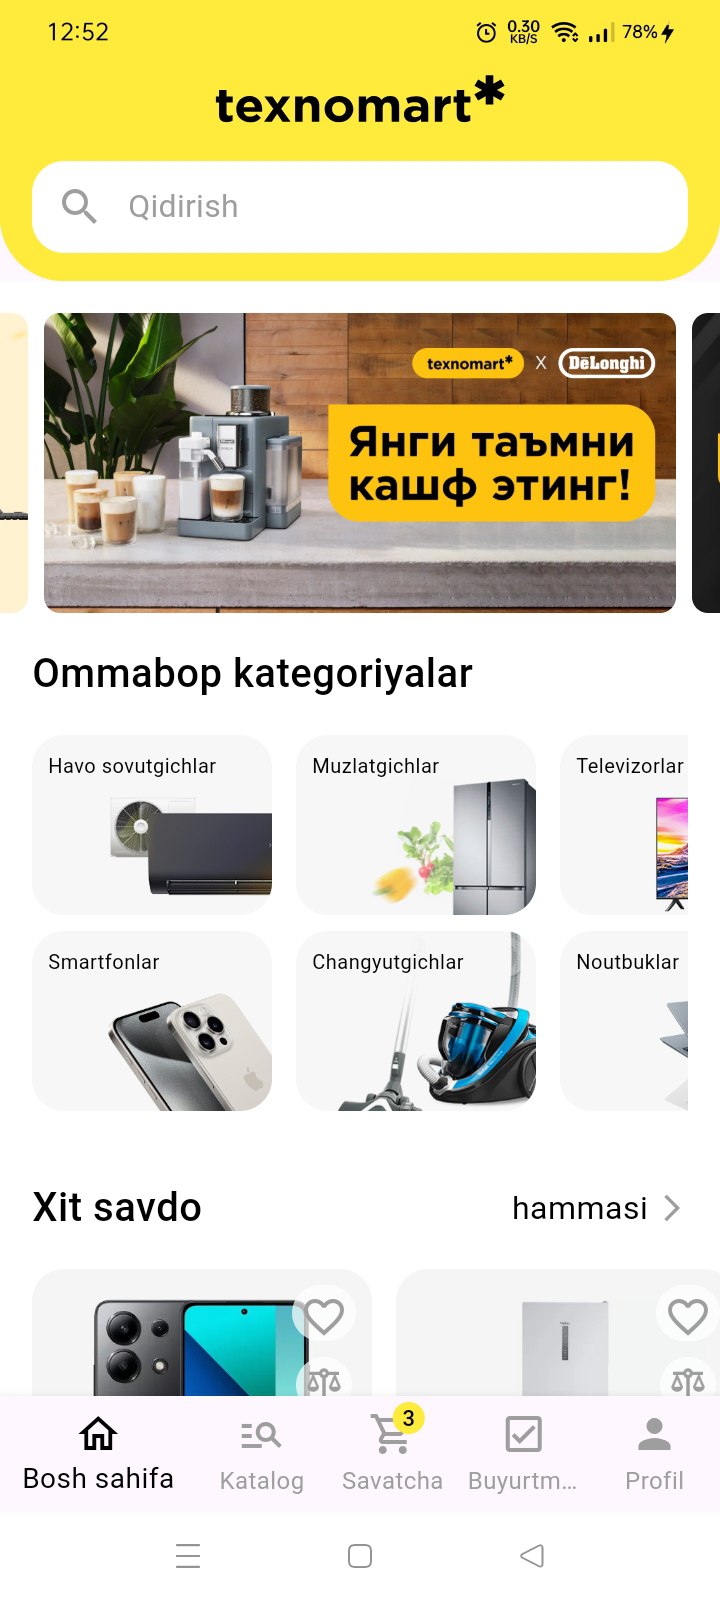 12:52
0.30
KB/S
78%
texnomart*
Qidirish
texnomart* X DeLonghi
Янги таъмни
кашф этинг!
Ommabop kategoriyalar
Havo sovutgichlar
Muzlatgichlar
Televizorlar
Smartfonlar
Changyutgichlar
Noutbuklar
Xit savdo
hammasi
3
Bosh sahifa
Katalog
Savatcha
Buyurtm...
Profil